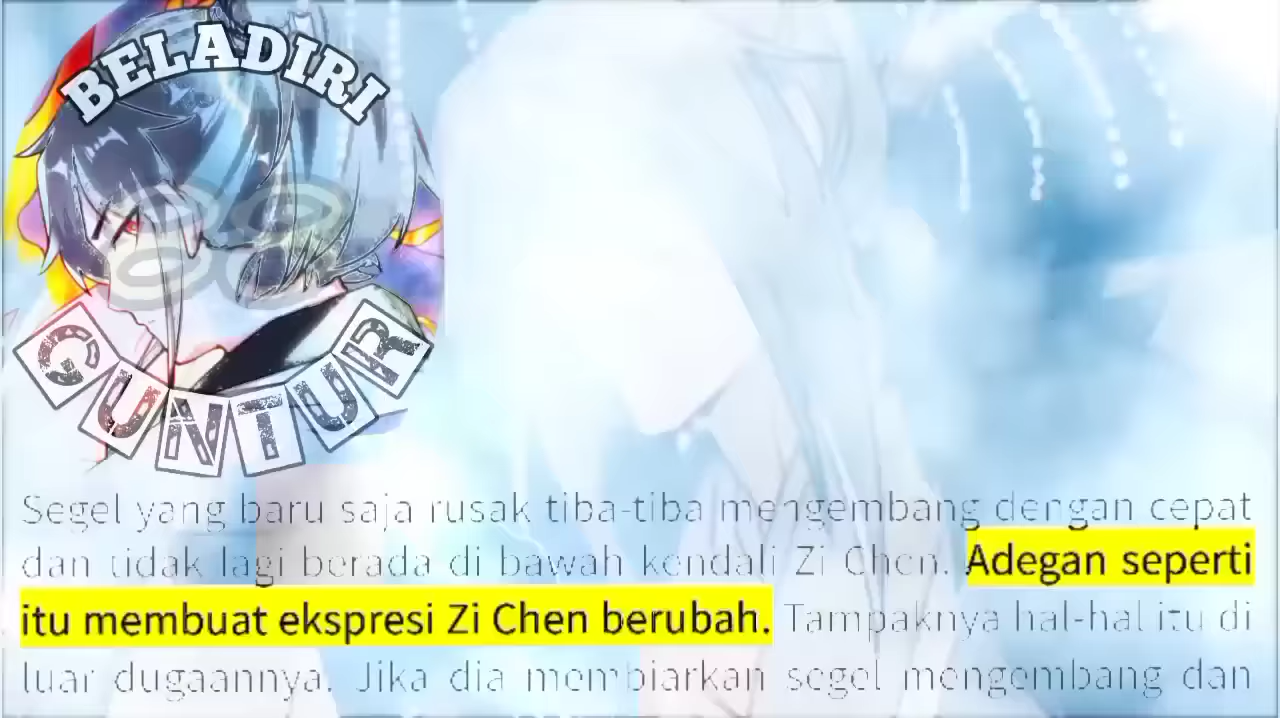 BELADIRI
GUNTUR
Segel yang baru saja rusak tiba-tiba mengembang dengan cepat
dan tidak lagi berada di bawah kendali Zi Chen. Adegan seperti
itu membuat ekspresi Zi Chen berubah. Tampaknya hal-hal itu di
luar dugaannya. Jika dia membiarkan segel mengembang dan